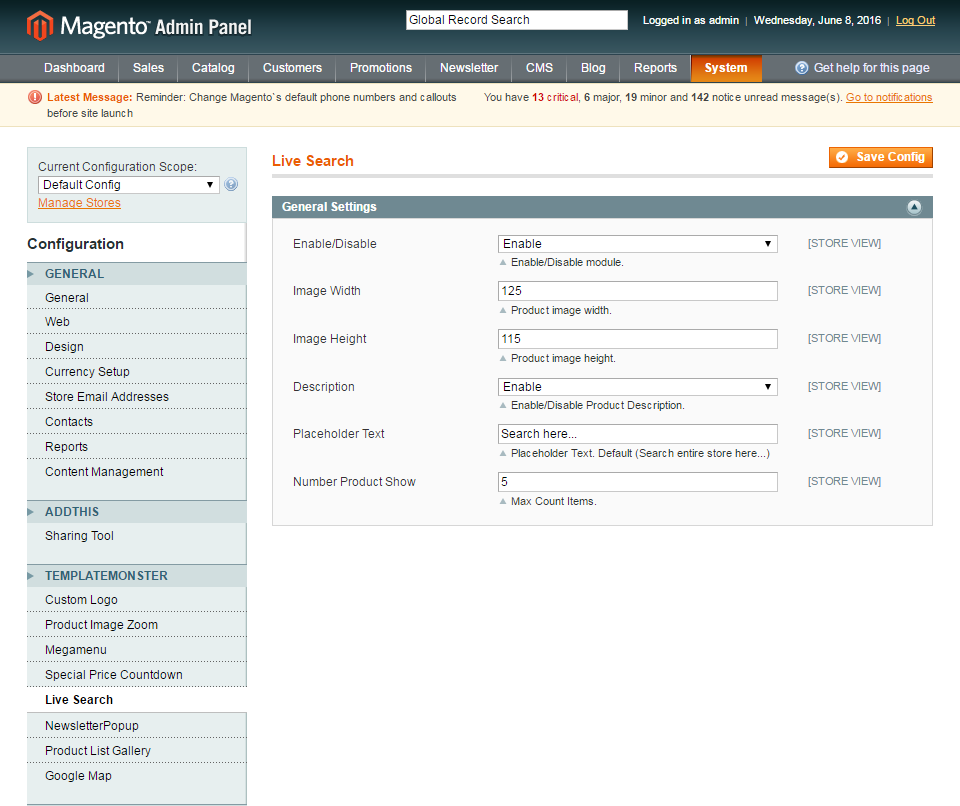 Magento™ Admin Panel
Global Record Search
Logged in as admin | Wednesday, June 8, 2016 | Log Out
Dashboard Sales Catalog Customers Promotions Newsletter CMS Blog Reports System Get help for this page
Latest Message: Reminder: Change Magento`s default phone numbers and callouts
before site launch
You have 13 critical, 6 major, 19 minor and 142 notice unread message(s). Go to notifications
Current Configuration Scope:
Default Config
Manage Stores
Configuration
GENERAL
General
Web
Design
Currency Setup
Store Email Addresses
Contacts
Reports
Content Management
ADDTHIS
Sharing Tool
TEMPLATEMONSTER
Custom Logo
Product Image Zoom
Megamenu
Special Price Countdown
Live Search
NewsletterPopup
Product List Gallery
Google Map
Live Search
Save Config
General Settings
Enable/Disable Enable [STORE VIEW]
Enable/Disable module.
Image Width 125 [STORE VIEW]
Product image width.
Image Height 115 [STORE VIEW]
Product image height.
Description Enable [STORE VIEW]
Enable/Disable Product Description.
Placeholder Text Search here... [STORE VIEW]
Placeholder Text. Default (Search entire store here...)
Number Product Show 5 [STORE VIEW]
Max Count Items.